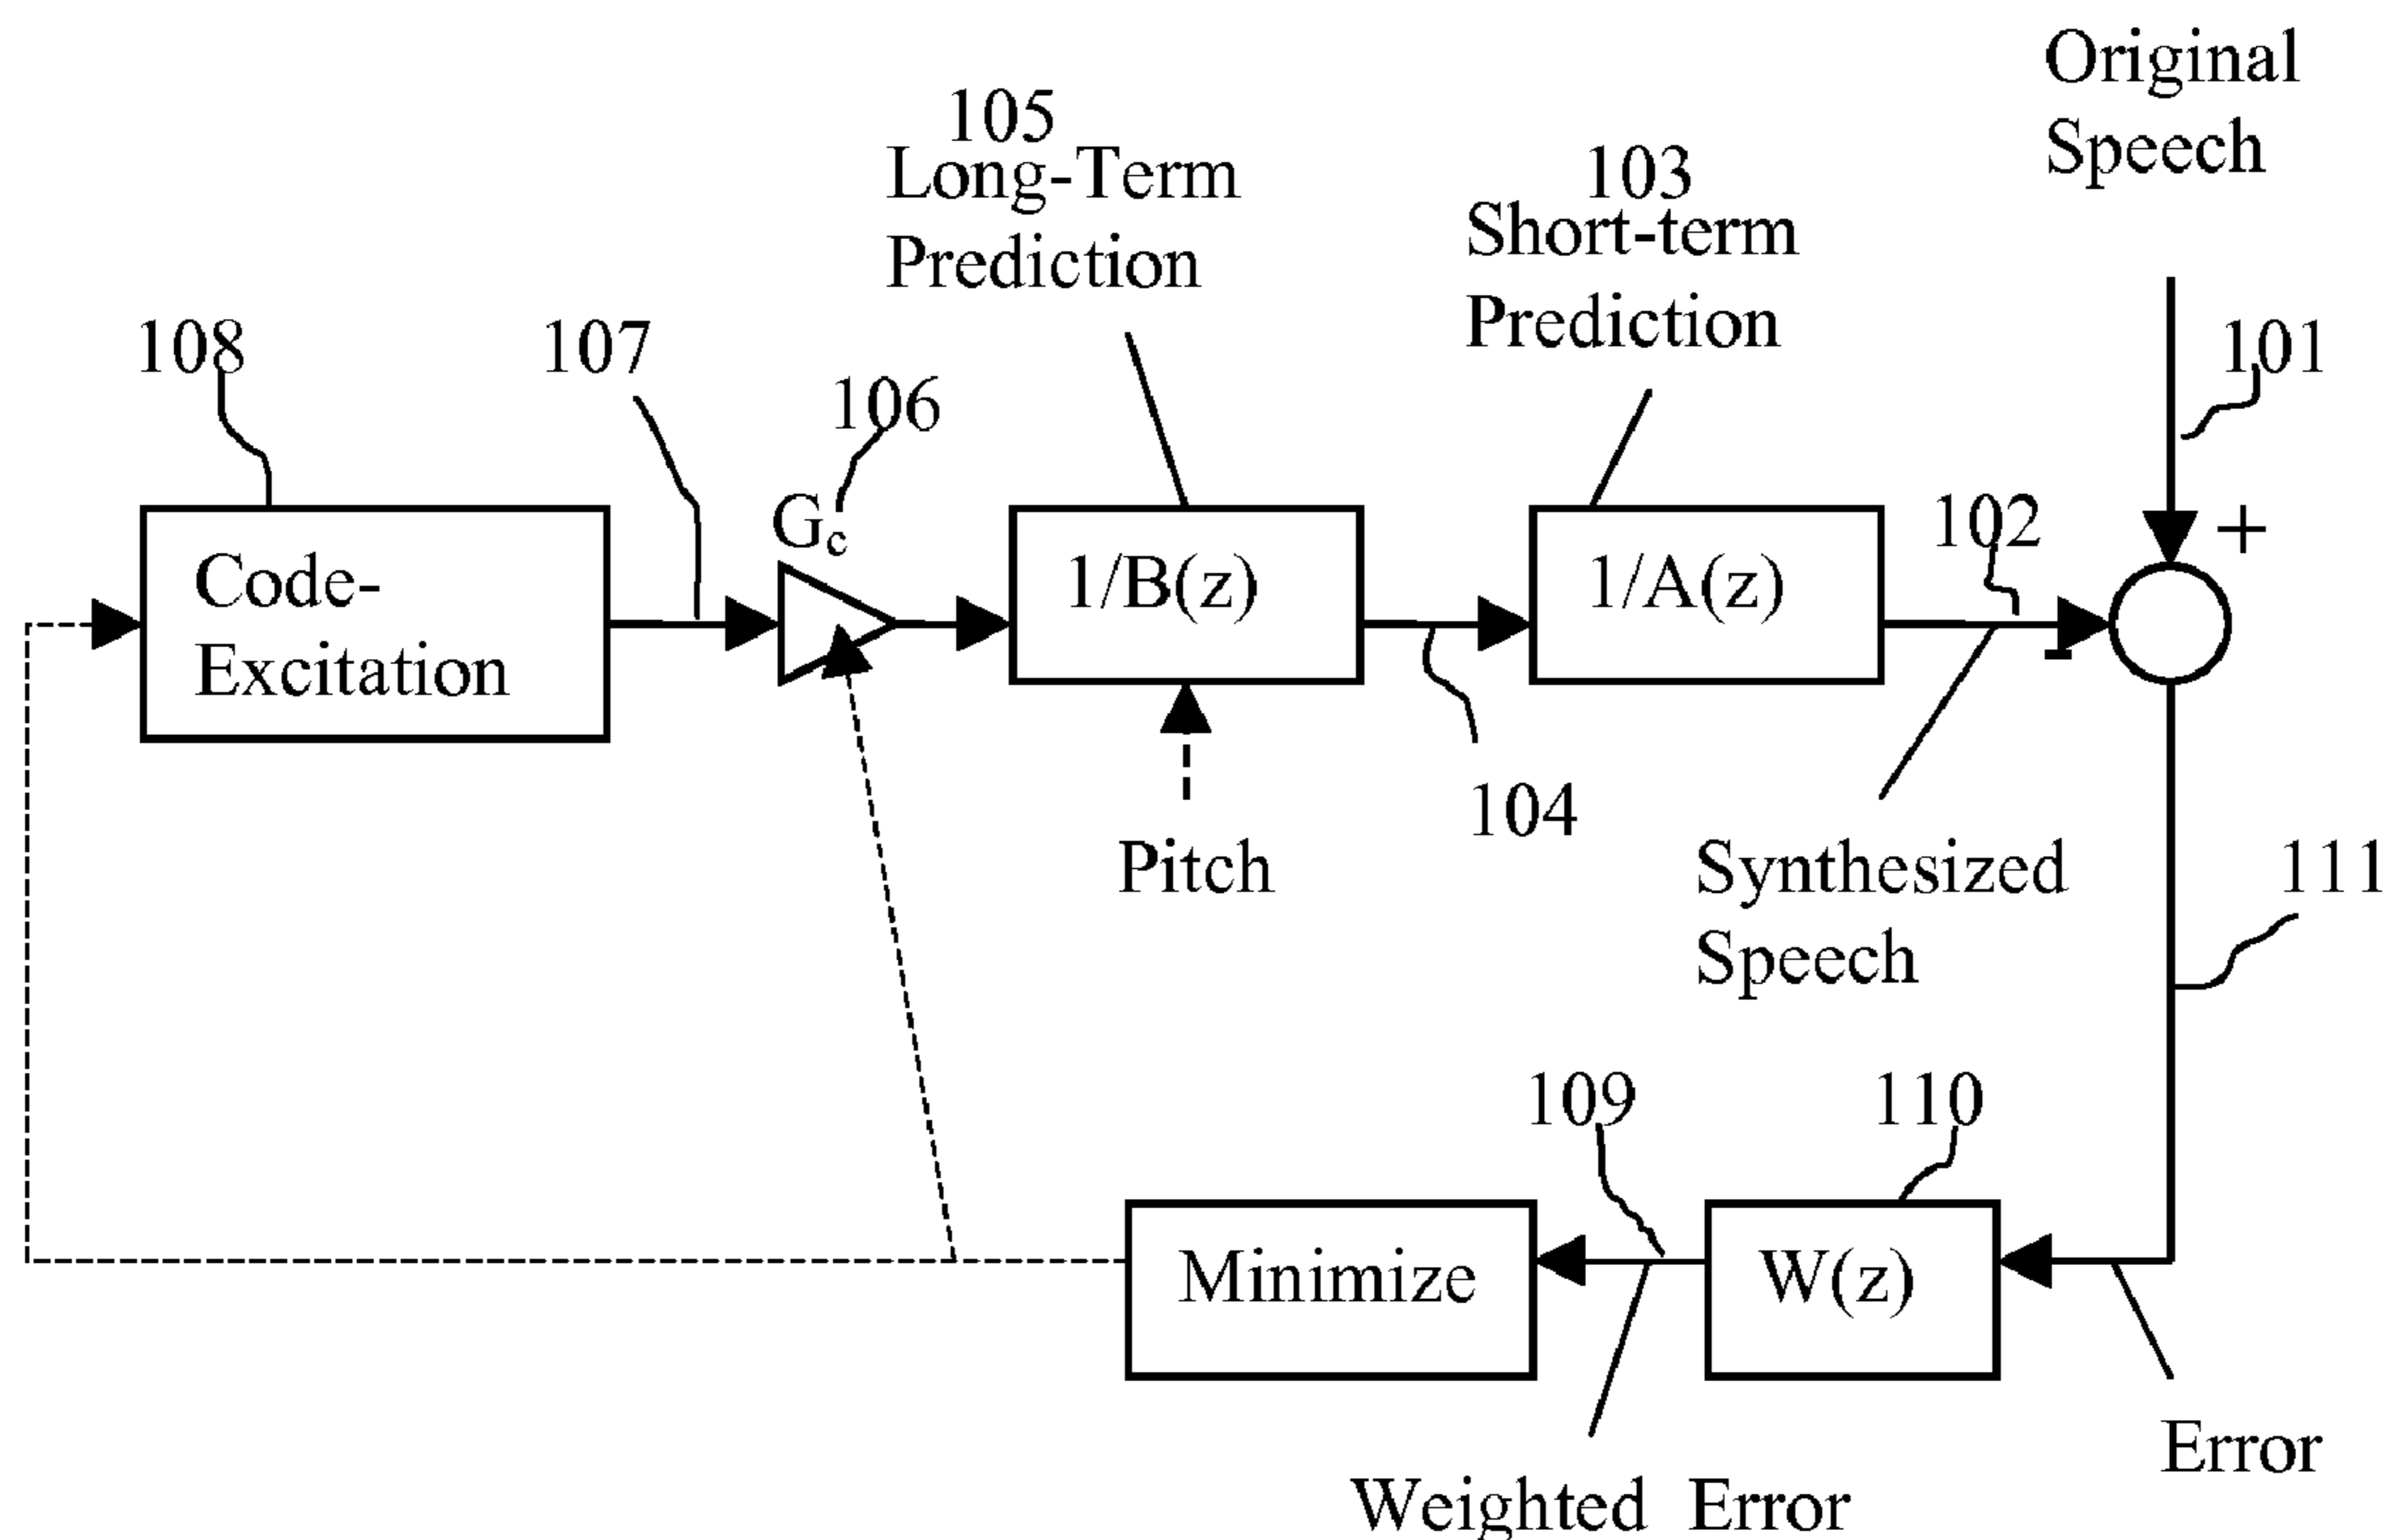 Original
Speech
105
Long-Term
Prediction
103
Short-term
Prediction
108
107
106
101
G_c
102
+
Code-
Excitation
1/B(z)
1/A(z)
-
104
Pitch
Synthesized
Speech
111
109
110
Minimize
W(z)
Error
Weighted Error